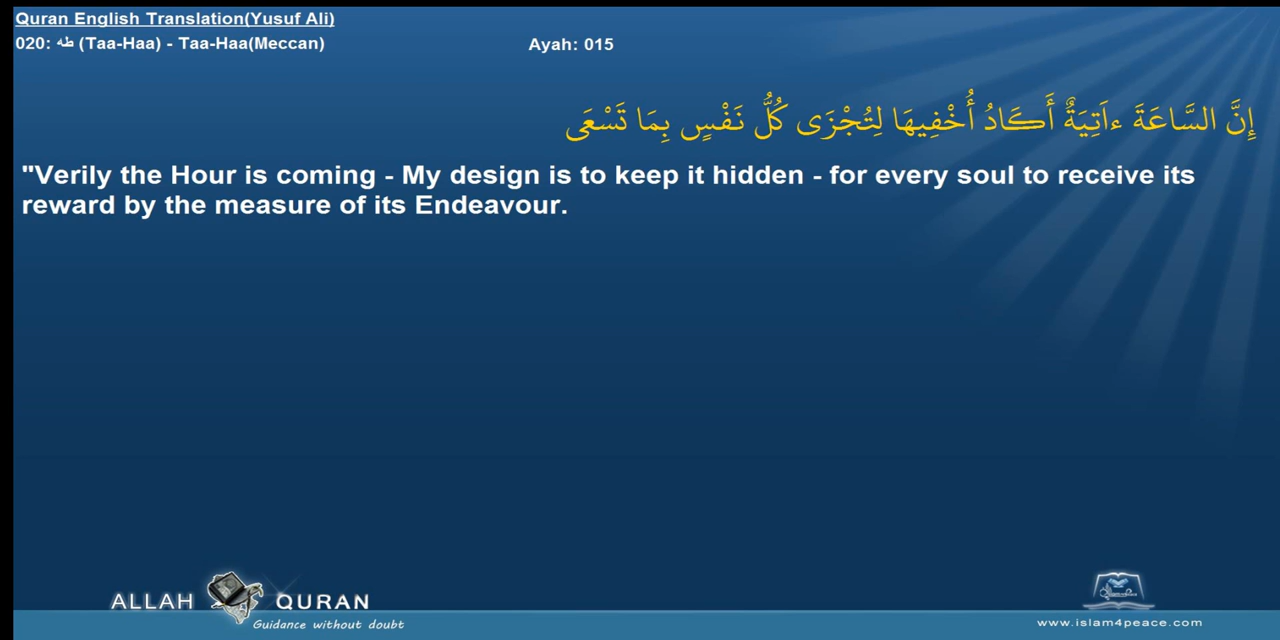 Quran English Translation(Yusuf Ali)
020: طه (Taa-Haa) - Taa-Haa(Meccan) Ayah: 015
إِنَّ السَّاعَةَ ءاَتِيَةٌ أَكَادُ أُخْفِيهَا لِتُجْزَى كُلُّ نَفْسٍ بِمَا تَسْعَى
"Verily the Hour is coming - My design is to keep it hidden - for every soul to receive its
reward by the measure of its Endeavour.
ALLAH QURAN
Guidance without doubt
www.islam4peace.com